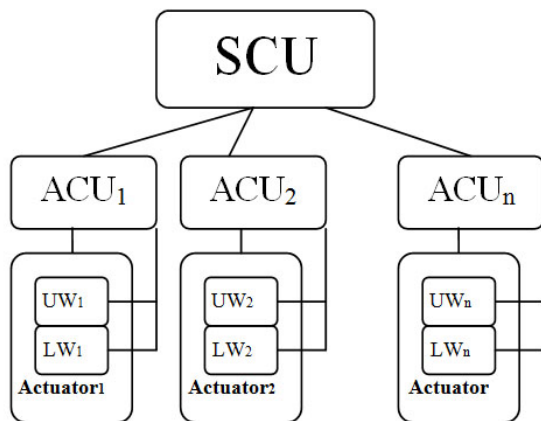 SCU
ACU₁ ACU₂ ACUₙ
UW₁ UW₂ UWₙ
LW₁ LW₂ LWₙ
Actuator₁ Actuator₂ Actuator